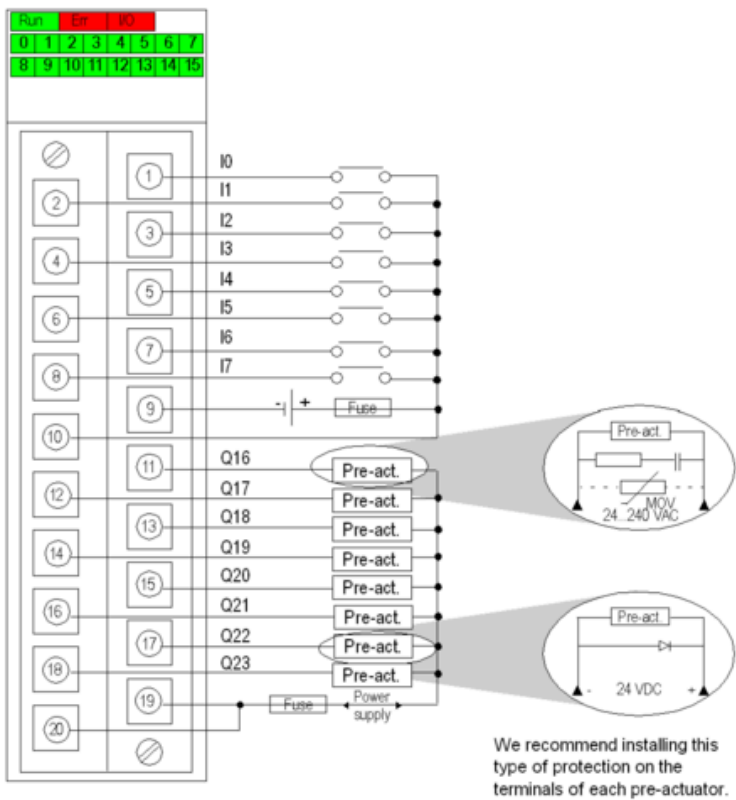 Run Err I/O
0 1 2 3 4 5 6 7
8 9 10 11 12 13 14 15
I0
1
I1
2
I2
3
I3
4
I4
5
I5
6
I6
7
I7
8
9
- + Fuse
10
Q16
11
Pre-act.
Q17
12
Pre-act.
Q18
13
Pre-act.
Q19
14
Pre-act.
Q20
15
Pre-act.
Q21
16
Pre-act.
Q22
17
Pre-act.
Q23
18
Pre-act.
19
Fuse
Power
supply
20
Pre-act.
MOV
24...240 VAC
Pre-act.
- 24 VDC +
We recommend installing this
type of protection on the
terminals of each pre-actuator.